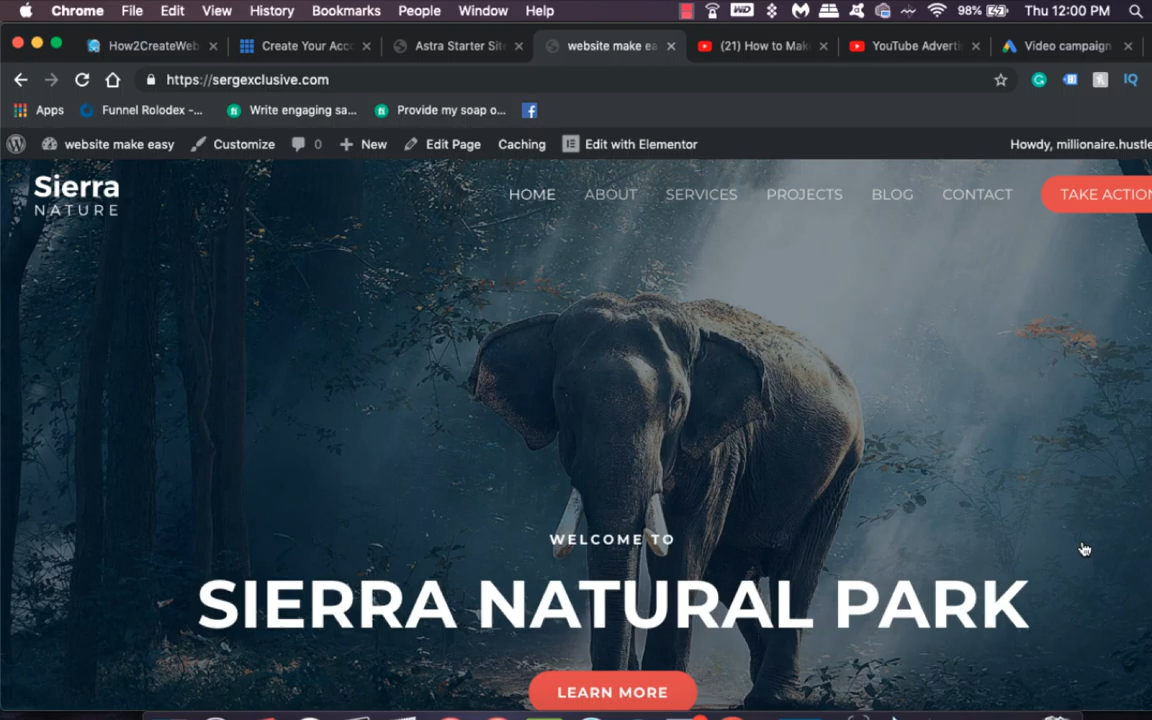 Chrome File Edit View History Bookmarks People Window Help WD 98% Thu 12:00 PM
How2CreateWeb Create Your Acc Astra Starter Sit website make ea (21) How to Mak YouTube Adverti Video campaign
https://sergexclusive.com IQ
Apps Funnel Rolodex -... Write engaging sa... Provide my soap o...
website make easy Customize 0 New Edit Page Caching Edit with Elementor Howdy, millionaire.hustle
Sierra
NATURE
HOME ABOUT SERVICES PROJECTS BLOG CONTACT TAKE ACTION
WELCOME TO
SIERRA NATURAL PARK
LEARN MORE